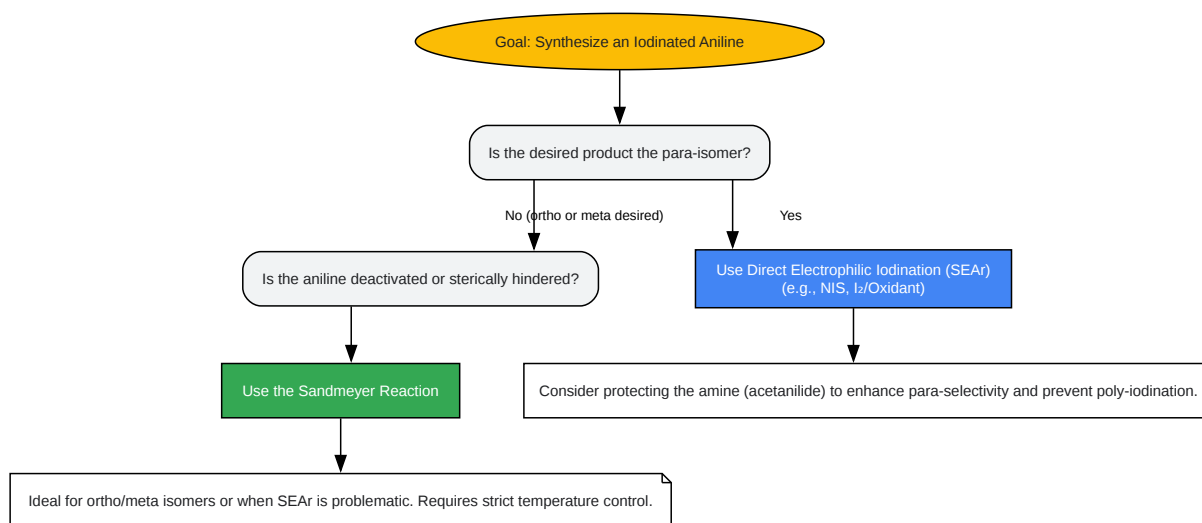 Goal: Synthesize an Iodinated Aniline
Is the desired product the para-isomer?
No (ortho or meta desired)
Yes
Is the aniline deactivated or sterically hindered?
Use Direct Electrophilic Iodination (SEAr)
(e.g., NIS, I₂/Oxidant)
Use the Sandmeyer Reaction
Consider protecting the amine (acetanilide) to enhance para-selectivity and prevent poly-iodination.
Ideal for ortho/meta isomers or when SEAr is problematic. Requires strict temperature control.